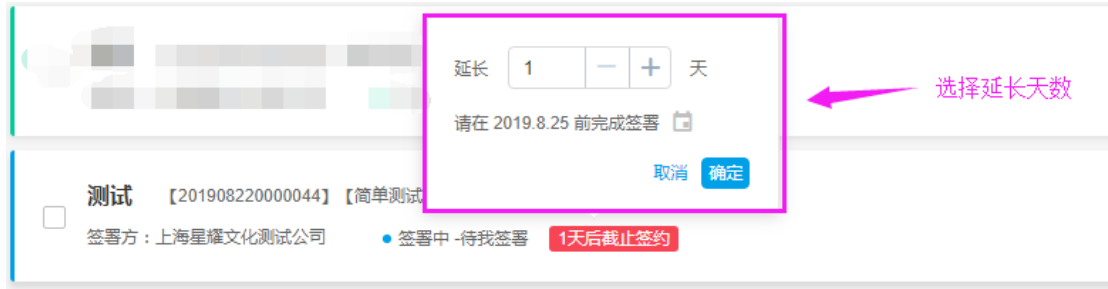 延长 1 天
选择延长天数
请在 2019.8.25 前完成签署
取消 确定
测试 【201908220000044】【简单测试
签署方：上海星耀文化测试公司 签署中 -待我签署 1天后截止签约